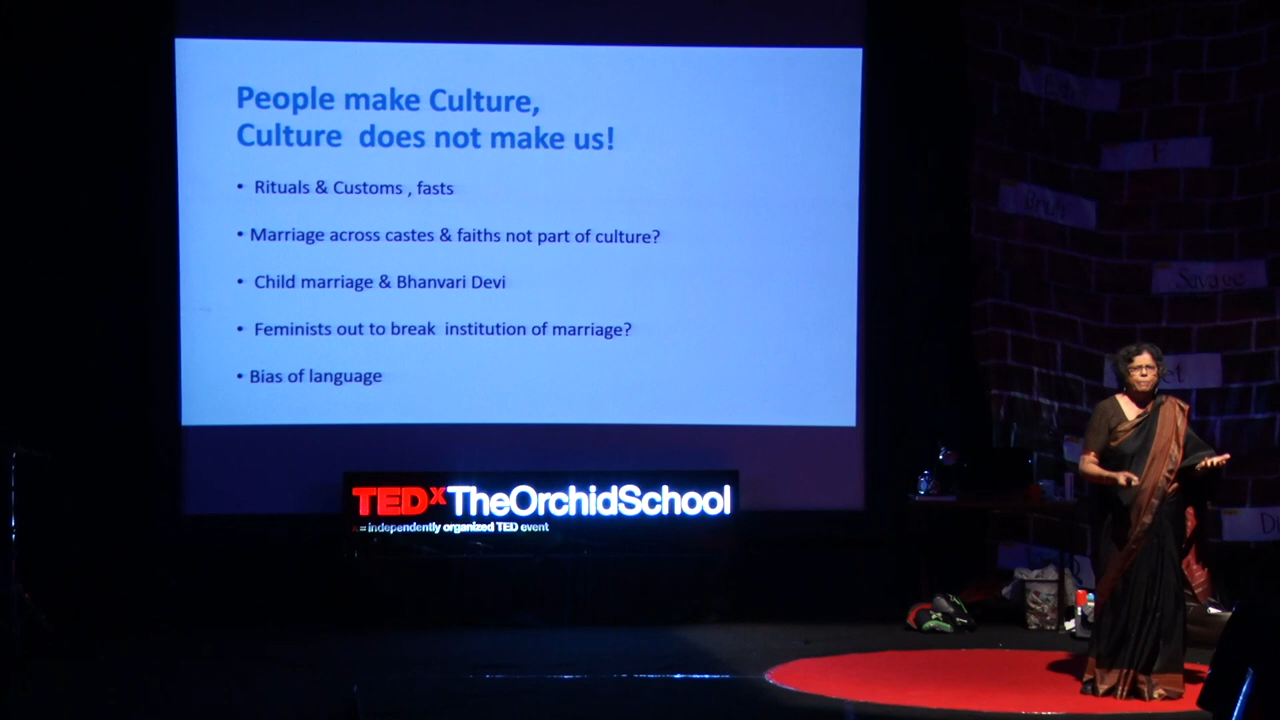 People make Culture,
Culture does not make us!
• Rituals & Customs , fasts
• Marriage across castes & faiths not part of culture?
• Child marriage & Bhanvari Devi
• Feminists out to break institution of marriage?
• Bias of language
TEDxTheOrchidSchool
x = independently organized TED event
Savage